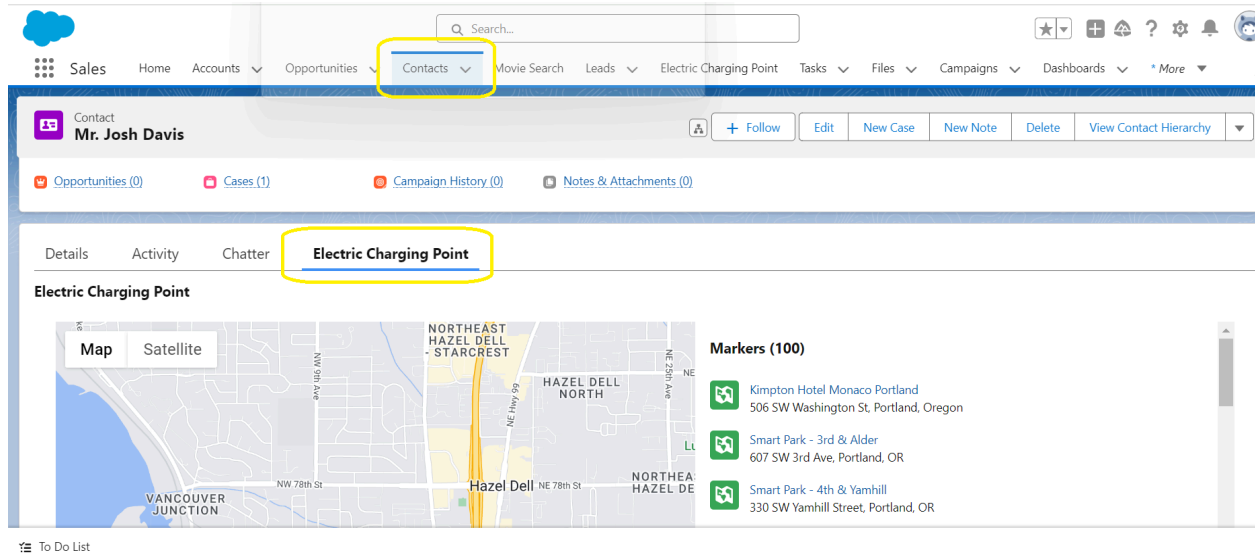 Search...
Sales Home Accounts Opportunities Contacts Movie Search Leads Electric Charging Point Tasks Files Campaigns Dashboards * More
Contact
Mr. Josh Davis
+ Follow Edit New Case New Note Delete View Contact Hierarchy
Opportunities (0) Cases (1) Campaign History (0) Notes & Attachments (0)
Details Activity Chatter Electric Charging Point
Electric Charging Point
Map Satellite
NORTHEAST
HAZEL DELL
- STARCREST
NW 9th Ave
NE 25th Ave
NE
HAZEL DELL
NORTH
NE Hwy 99
NW 78th St
Hazel Dell
NE 78th St
NORTHEA
HAZEL DE
VANCOUVER
JUNCTION
Markers (100)
Kimpton Hotel Monaco Portland
506 SW Washington St, Portland, Oregon
Smart Park - 3rd & Alder
607 SW 3rd Ave, Portland, OR
Smart Park - 4th & Yamhill
330 SW Yamhill Street, Portland, OR
To Do List